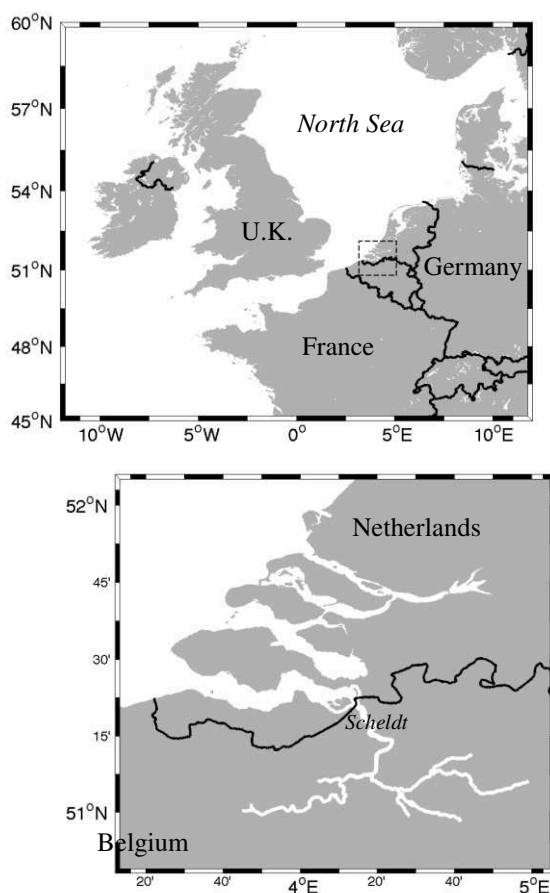 60°N
57°N
54°N
51°N
48°N
45°N
North Sea
U.K.
Germany
France
10°W
5°W
0°
5°E
10°E
52°N
45'
30'
15'
51°N
Netherlands
Scheldt
Belgium
20'
40'
4°E
20'
40'
5°E